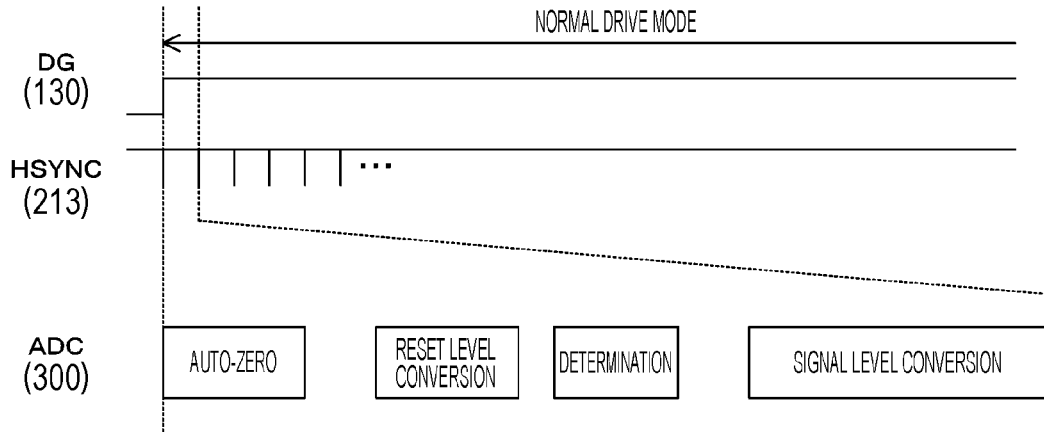 NORMAL DRIVE MODE
DG
(130)
HSYNC
(213)
...
ADC
(300)
AUTO-ZERO
RESET LEVEL
CONVERSION
DETERMINATION
SIGNAL LEVEL CONVERSION